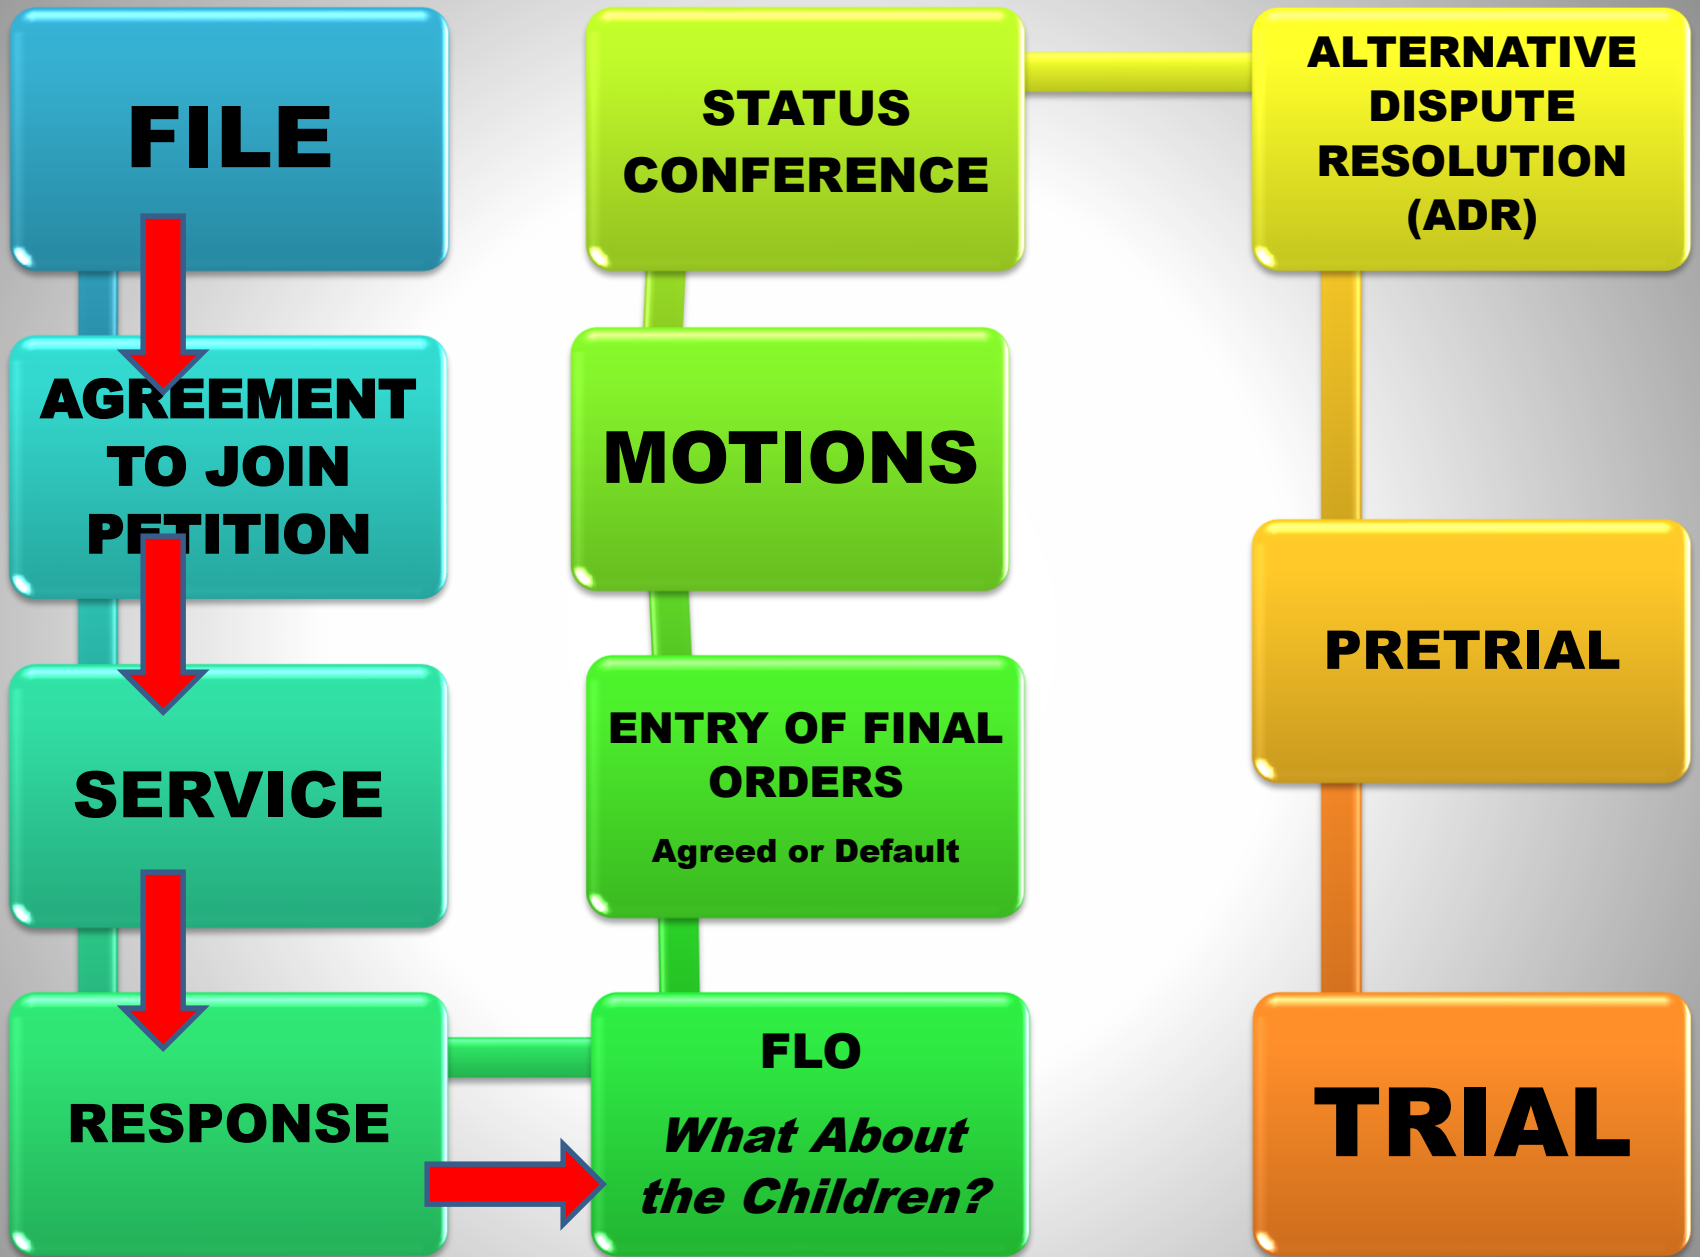 FILE
AGREEMENT
TO JOIN
PETITION
SERVICE
RESPONSE
FLO
What About
the Children?
ENTRY OF FINAL
ORDERS
Agreed or Default
MOTIONS
STATUS
CONFERENCE
ALTERNATIVE
DISPUTE
RESOLUTION
(ADR)
PRETRIAL
TRIAL